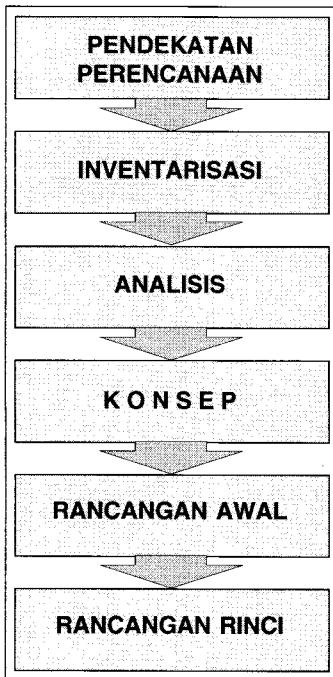 PENDEKATAN
PERENCANAAN
INVENTARISASI
ANALISIS
K O N S E P
RANCANGAN AWAL
RANCANGAN RINCI